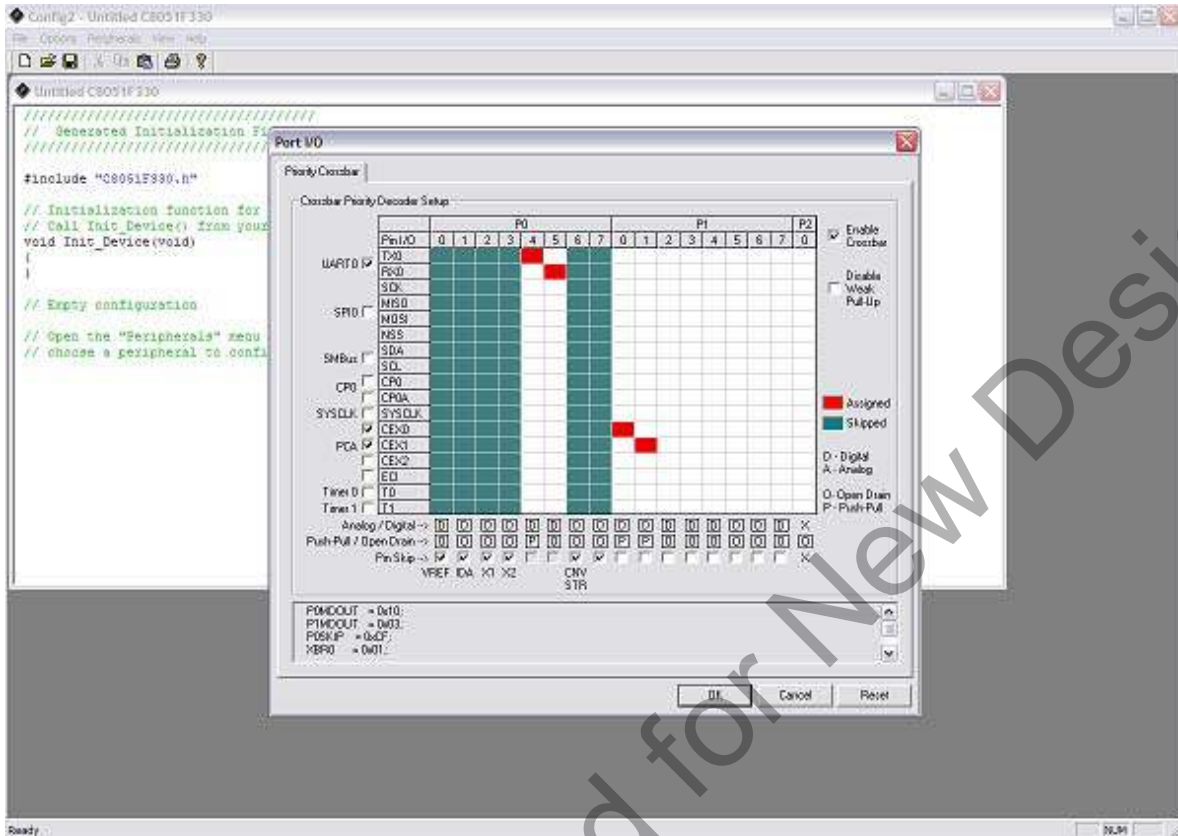 Config2 - Untitled C8051F330
File Options Peripherals View Help
Untitled C8051F330
//////////////////////////////////////
// Generated Initialization Fi
#include "C8051F330.h"
// Initialization function for
// Call Init_Device() from your
void Init_Device(void)
{
}
// Empty configuration
// Open the "Peripherals" menu
// choose a peripheral to confi
Port I/O
Priority Crossbar
Crossbar Priority Decoder Setup
P0 P1 P2
Pin I/O 0 1 2 3 4 5 6 7 0 1 2 3 4 5 6 7 0
UART0 TX0
RX0
SCK
SPI0 MISO
MOSI
NSS
SMBus SDA
SCL
CP0 CP0
CP0A
SYSCLK SYSCLK
CEX0
PCA CEX1
CEX2
ECI
Timer 0 T0
Timer 1 T1
Analog / Digital -->
Push-Pull / Open Drain -->
Pin Skip -->
VREF IDA X1 X2 CNV
STR
Enable
Crossbar
Disable
Weak
Pull-Up
Assigned
Skipped
D - Digital
A - Analog
O - Open Drain
P - Push-Pull
P0MDOUT = 0x10;
P1MDOUT = 0x03;
P0SKIP = 0xCF;
XBR0 = 0x01;
OK Cancel Reset
Ready NUM
d for New Desi